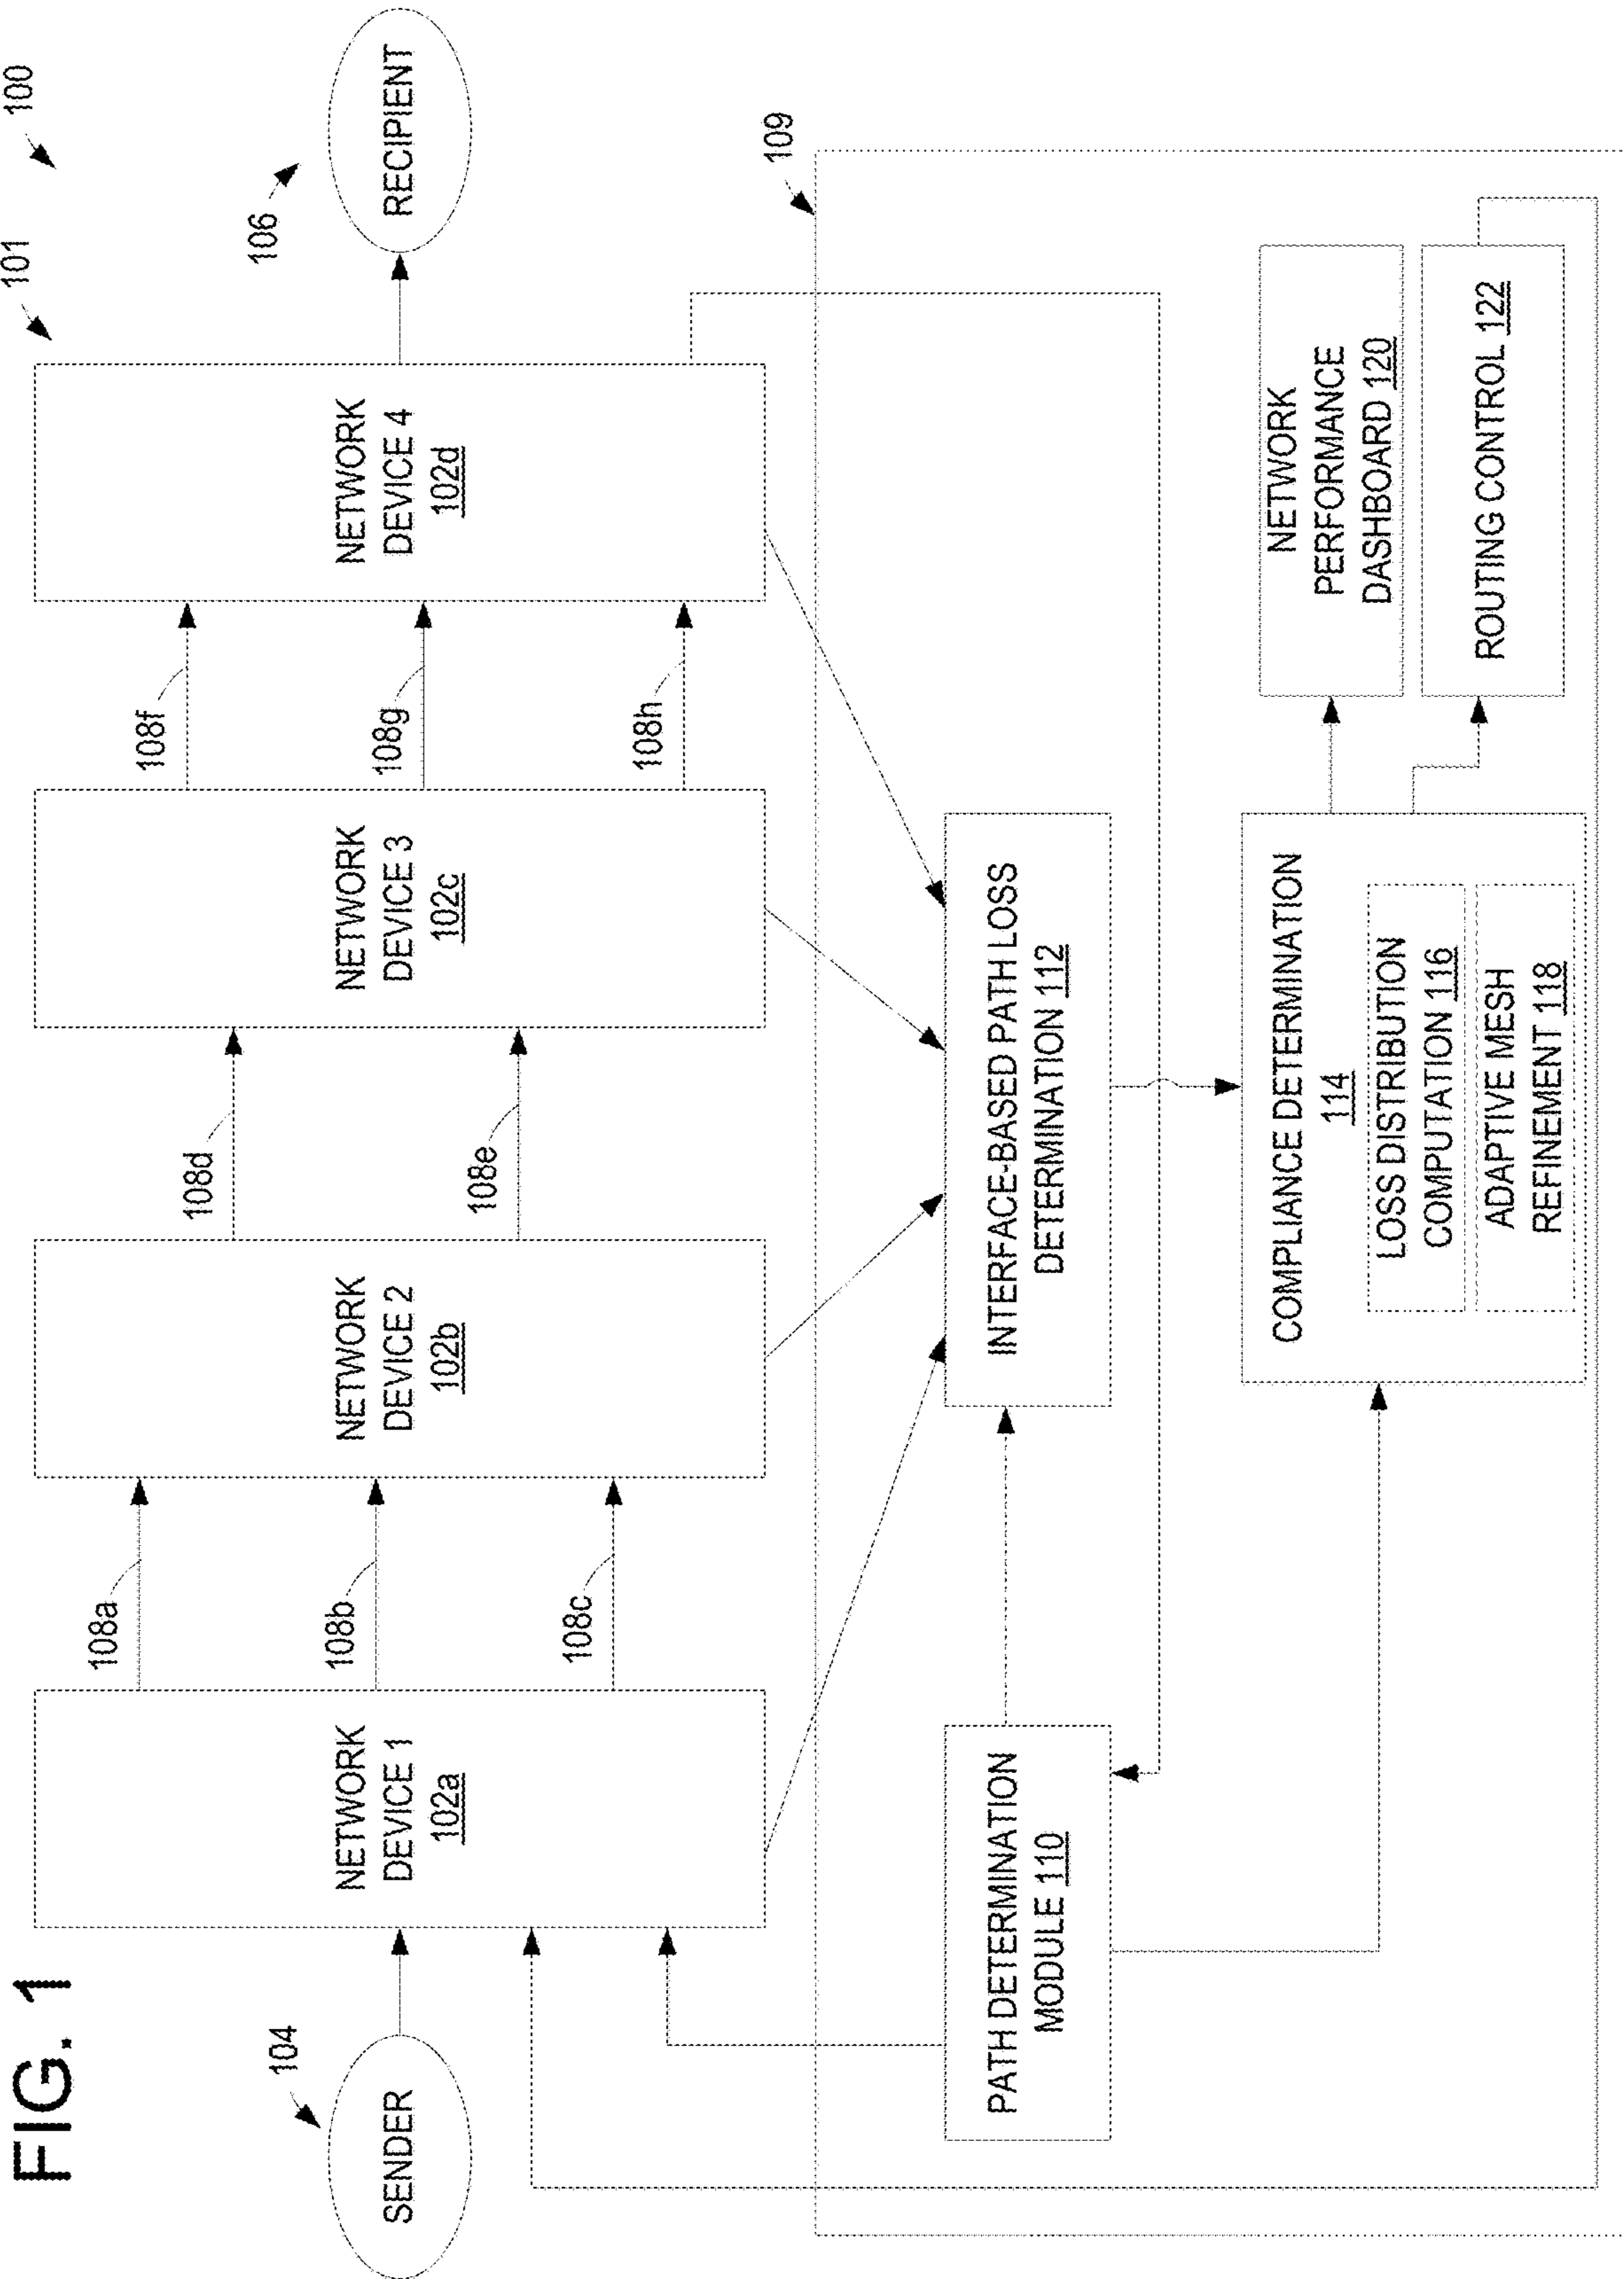 FIG. 1
100
101
104
SENDER
NETWORK
DEVICE 1
102a
108a
108b
108c
NETWORK
DEVICE 2
102b
108d
108e
NETWORK
DEVICE 3
102c
108f
108g
108h
NETWORK
DEVICE 4
102d
106
RECIPIENT
109
PATH DETERMINATION
MODULE 110
INTERFACE-BASED PATH LOSS
DETERMINATION 112
COMPLIANCE DETERMINATION
114
LOSS DISTRIBUTION
COMPUTATION 116
ADAPTIVE MESH
REFINEMENT 118
NETWORK
PERFORMANCE
DASHBOARD 120
ROUTING CONTROL 122